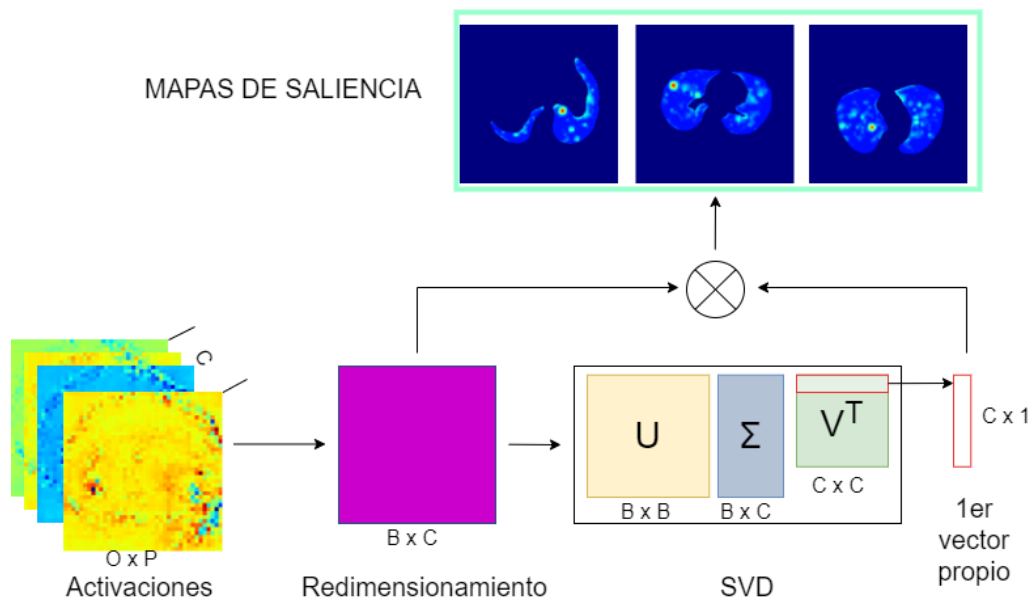 MAPAS DE SALIENCIA
C
O x P
Activaciones
B x C
Redimensionamiento
U
Σ
V^T
B x B
B x C
C x C
SVD
C x 1
1er
vector
propio